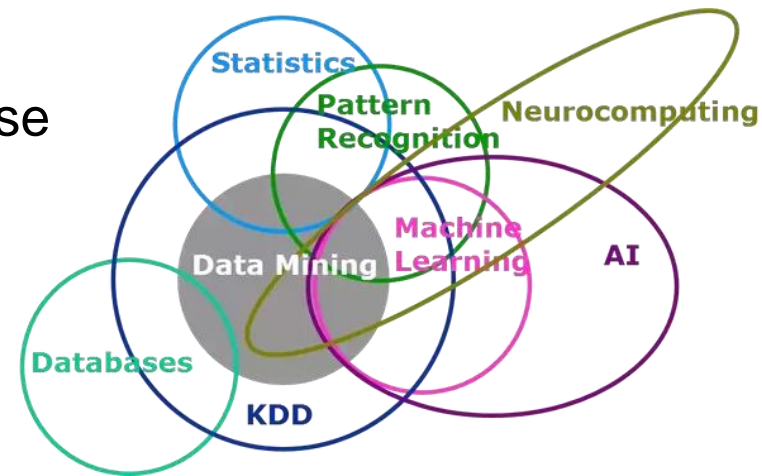 Statistics
se
Pattern
Recognition
Neurocomputing
Machine
Learning
AI
Data Mining
Databases
KDD